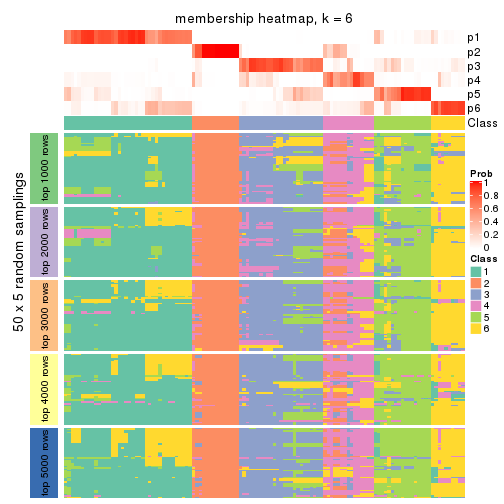 membership heatmap, k = 6
p1
p2
p3
p4
p5
p6
Class
50 x 5 random samplings
top 1000 rows
top 2000 rows
top 3000 rows
top 4000 rows
top 5000 rows
Prob
1
0.8
0.6
0.4
0.2
0
Class
1
2
3
4
5
6